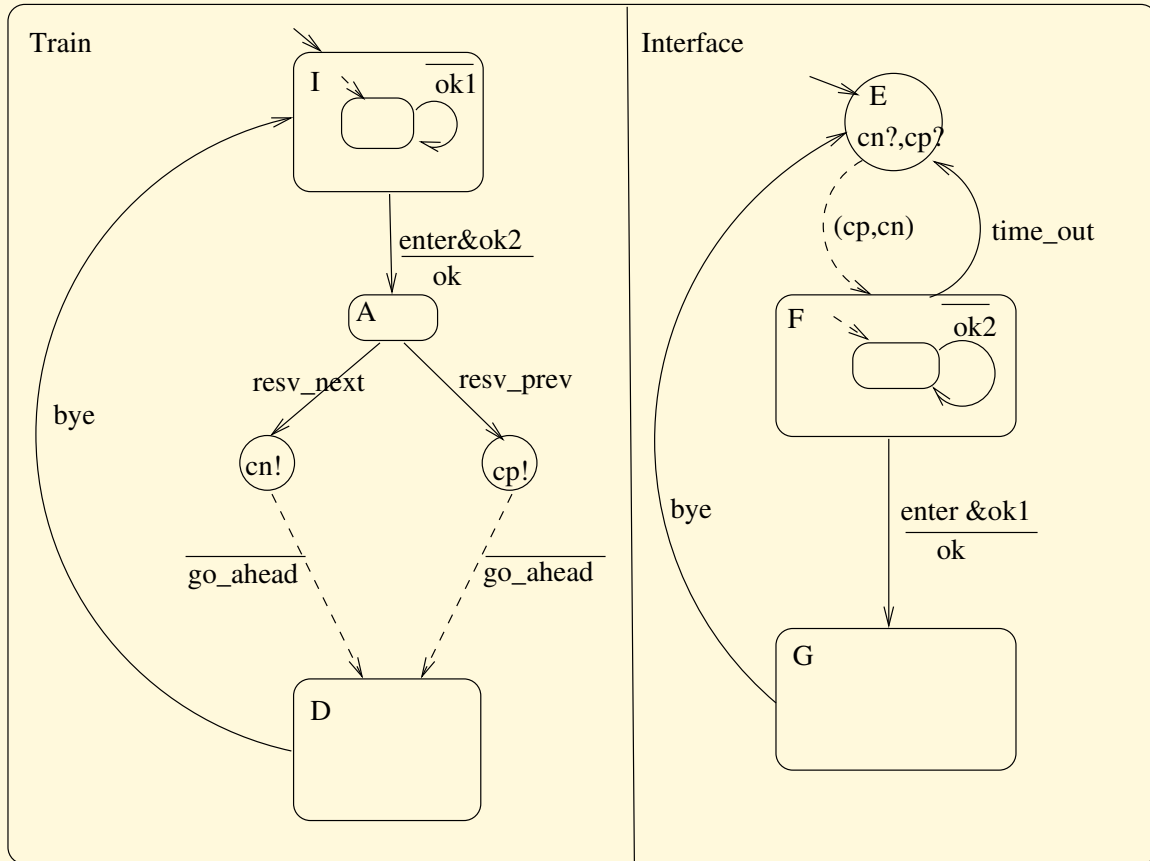 Train
I
ok1
enter&ok2
ok
A
resv_next
resv_prev
cn!
cp!
go_ahead
go_ahead
bye
D
Interface
E
cn?,cp?
(cp,cn)
time_out
F
ok2
enter &ok1
ok
bye
G